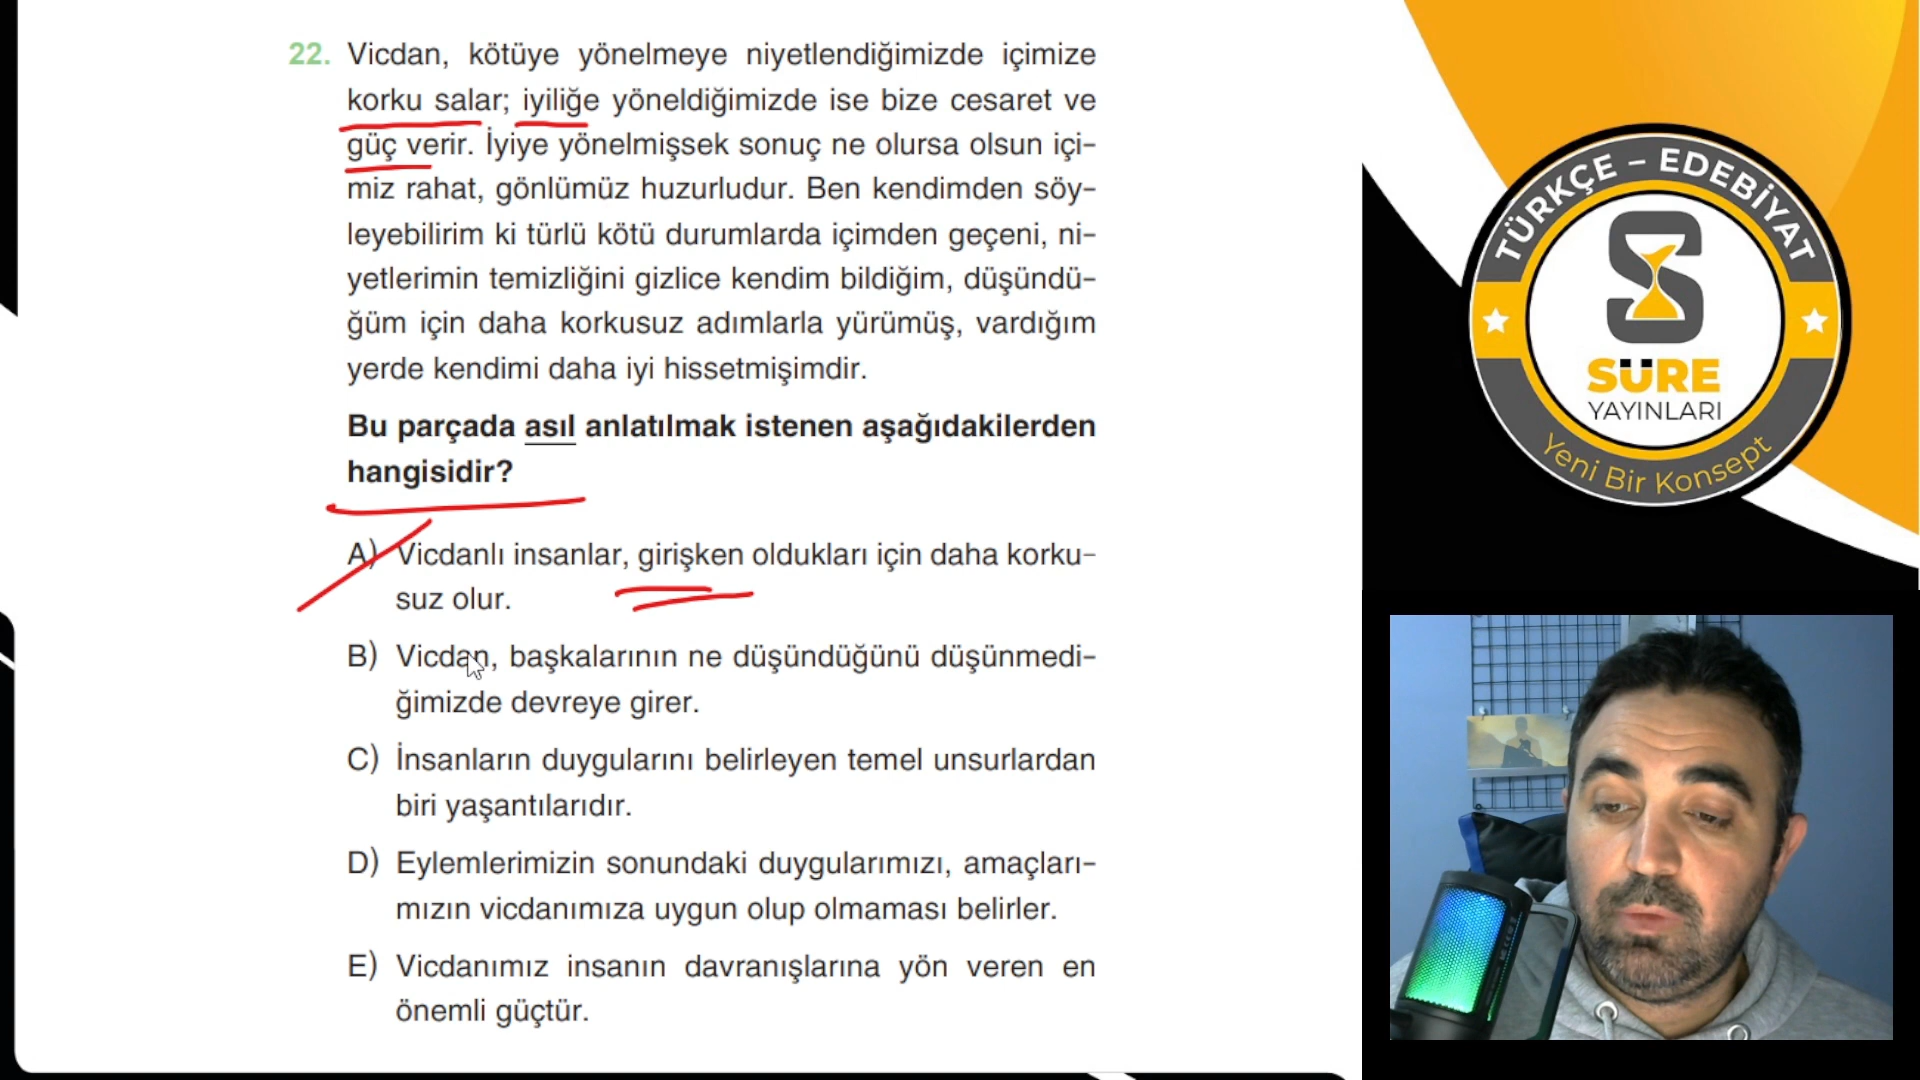 22. Vicdan, kötüye yönelmeye niyetlendiğimizde içimize
korku salar; iyiliğe yöneldiğimizde ise bize cesaret ve
güç verir. İyiye yönelmişsek sonuç ne olursa olsun içi-
miz rahat, gönlümüz huzurludur. Ben kendimden söy-
leyebilirim ki türlü kötü durumlarda içimden geçeni, ni-
yetlerimin temizliğini gizlice kendim bildiğim, düşündü-
ğüm için daha korkusuz adımlarla yürümüş, vardığım
yerde kendimi daha iyi hissetmişimdir.
Bu parçada asıl anlatılmak istenen aşağıdakilerden
hangisidir?
A) Vicdanlı insanlar, girişken oldukları için daha korku-
suz olur.
B) Vicdan, başkalarının ne düşündüğünü düşünmedi-
ğimizde devreye girer.
C) İnsanların duygularını belirleyen temel unsurlardan
biri yaşantılarıdır.
D) Eylemlerimizin sonundaki duygularımızı, amaçları-
mızın vicdanımıza uygun olup olmaması belirler.
E) Vicdanımız insanın davranışlarına yön veren en
önemli güçtür.
TÜRKÇE – EDEBİYAT
SÜRE
YAYINLARI
Yeni Bir Konsept